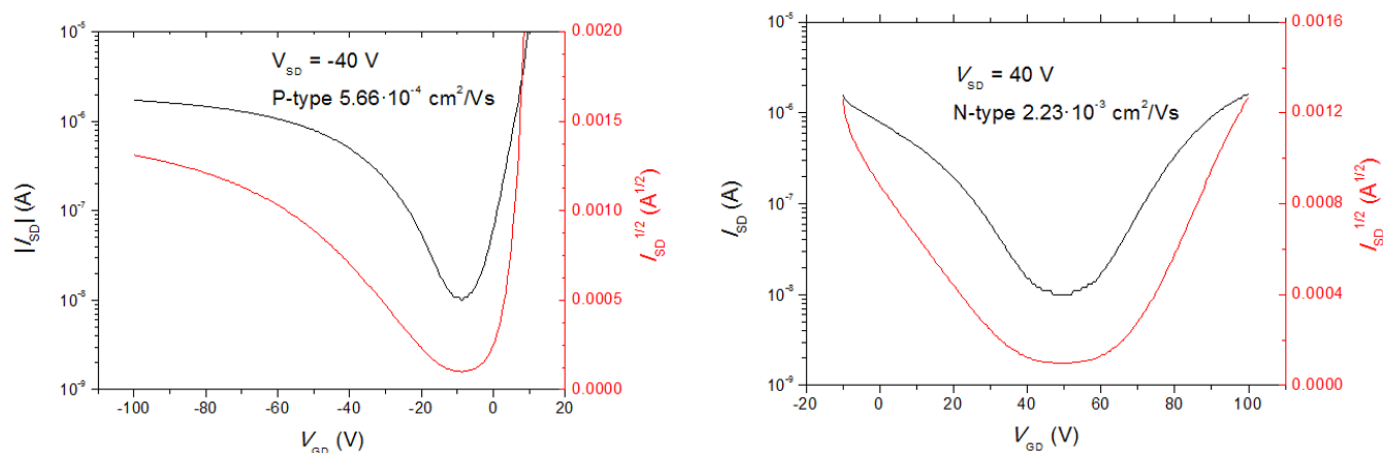 10⁻⁵
10⁻⁶
10⁻⁷
10⁻⁸
10⁻⁹
|I_SD| (A)
V_SD = -40 V
P-type 5.66·10⁻⁴ cm²/Vs
0.0020
0.0015
0.0010
0.0005
0.0000
I_SD^1/2 (A^1/2)
-100 -80 -60 -40 -20 0 20
V_GD (V)
10⁻⁵
10⁻⁶
10⁻⁷
10⁻⁸
10⁻⁹
I_SD (A)
V_SD = 40 V
N-type 2.23·10⁻³ cm²/Vs
0.0016
0.0012
0.0008
0.0004
0.0000
I_SD^1/2 (A^1/2)
-20 0 20 40 60 80 100
V_GD (V)